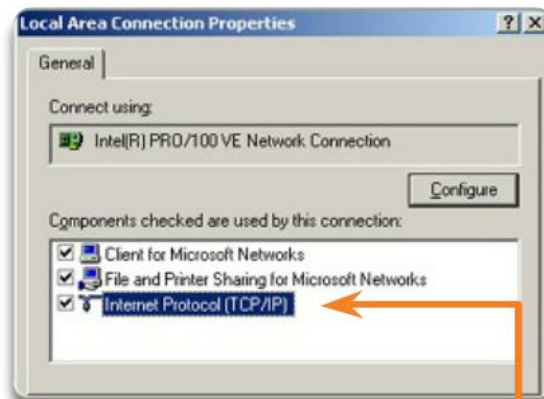 Local Area Connection Properties
General
Connect using:
Intel(R) PRO/100 VE Network Connection
Configure
Components checked are used by this connection:
Client for Microsoft Networks
File and Printer Sharing for Microsoft Networks
Internet Protocol (TCP/IP)